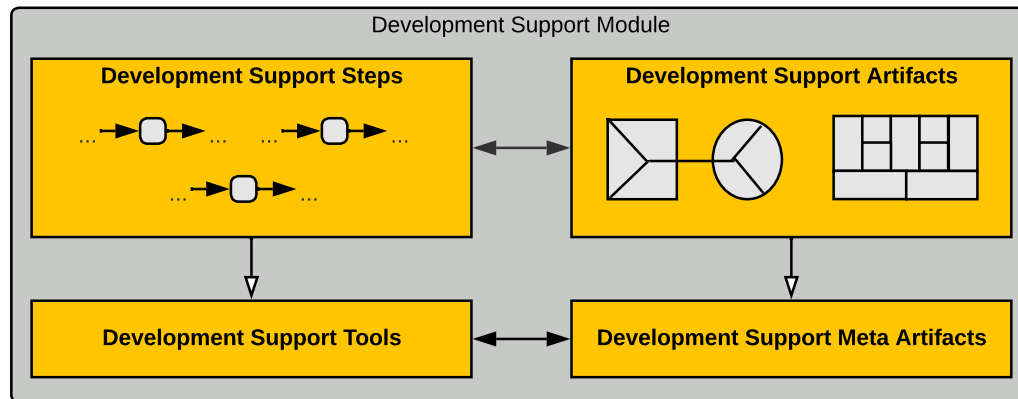 Development Support Module
Development Support Steps
Development Support Artifacts
... ... ... ...
... ...
Development Support Tools
Development Support Meta Artifacts